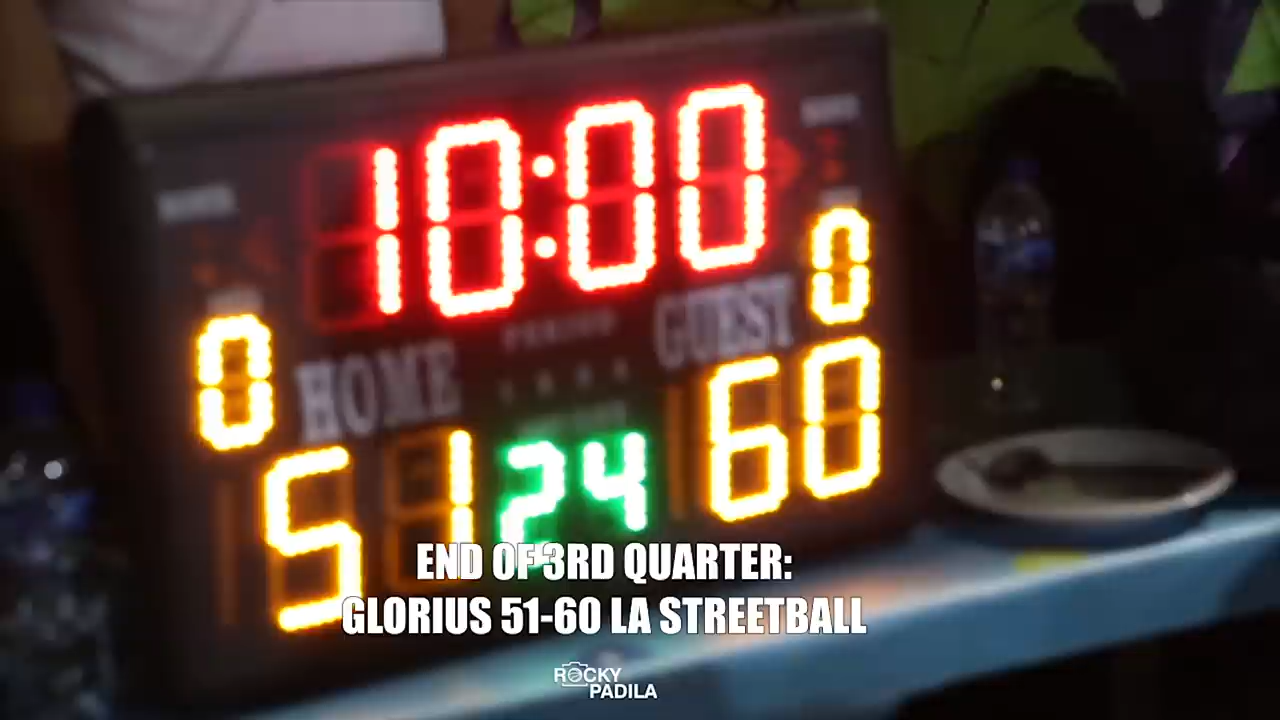 10:00
0
0
HOME
PERIOD
GUEST
51
24
60
END OF 3RD QUARTER:
GLORIUS 51-60 LA STREETBALL
ROCKY
PADILA